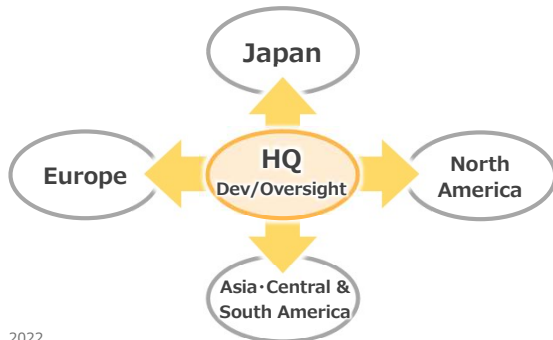 Japan
Europe
HQ
Dev/Oversight
North
America
Asia･Central &
South America
2022